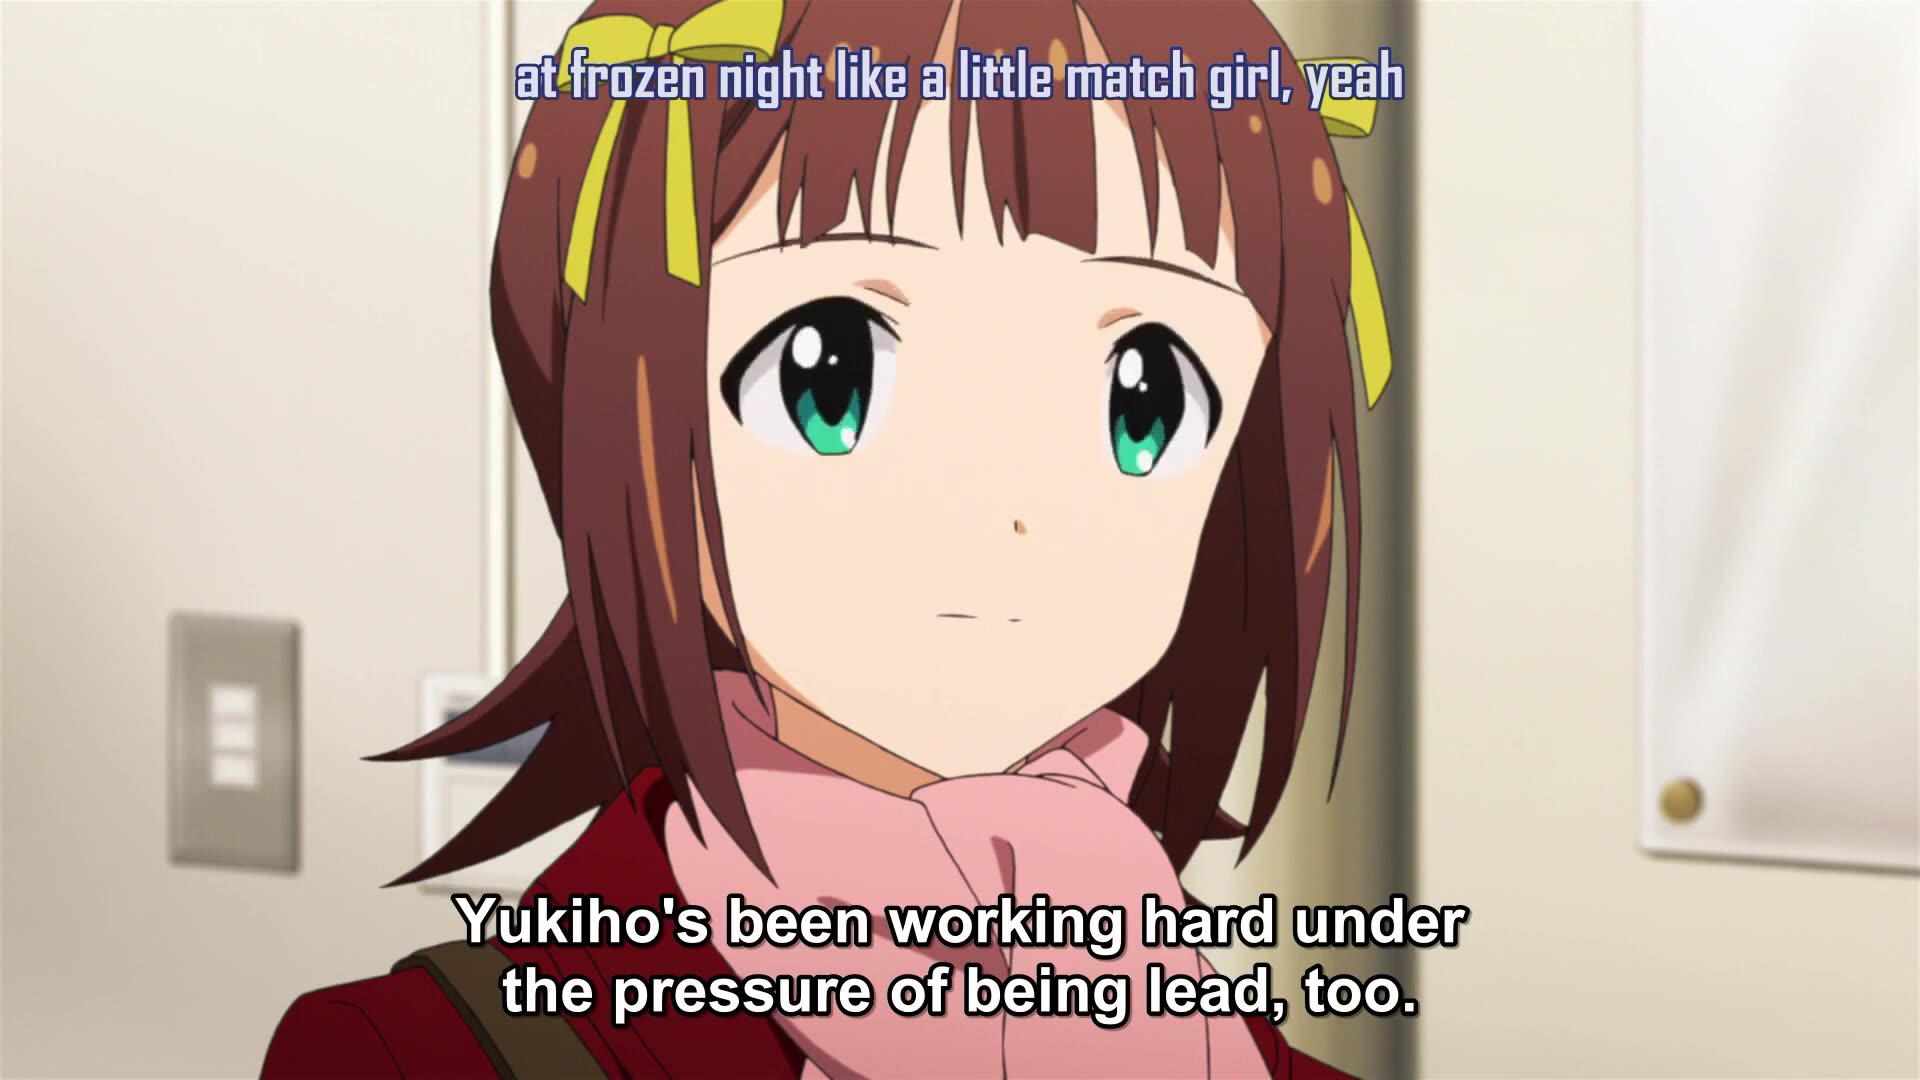 at frozen night like a little match girl, yeah
Yukiho's been working hard under
the pressure of being lead, too.